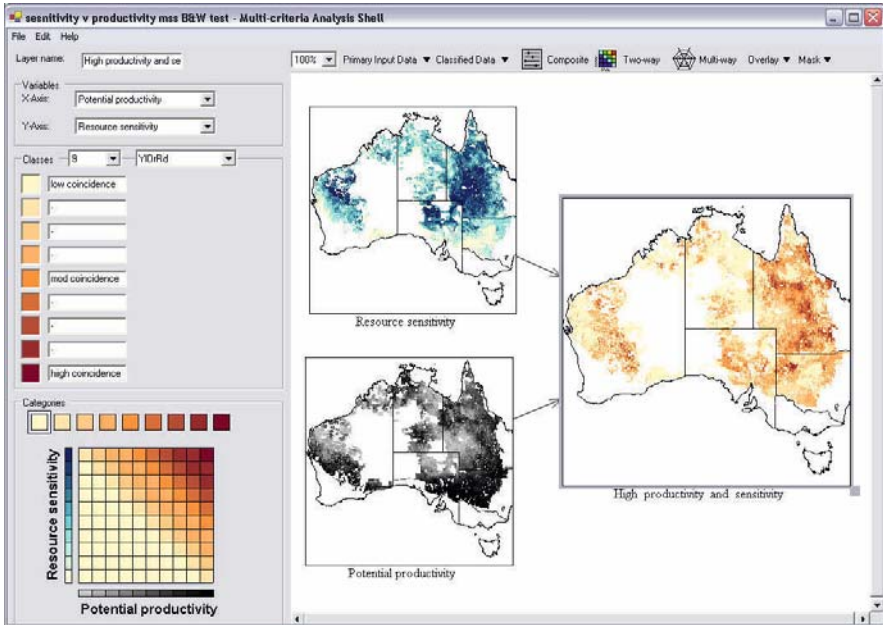 sesnitivity v productivity mss B&W test - Multi-criteria Analysis Shell
File Edit Help
Layer name: High productivity and se
100% Primary Input Data Classified Data Composite Two-way Multi-way Overlay Mask
Variables
X-Axis: Potential productivity
Y-Axis: Resource sensitivity
Classes 9 YlOrRd
low coincidence
-
-
-
mod coincidence
-
-
-
high coincidence
Categories
Resource sensitivity
Potential productivity
Resource sensitivity
Potential productivity
High productivity and sensitivity